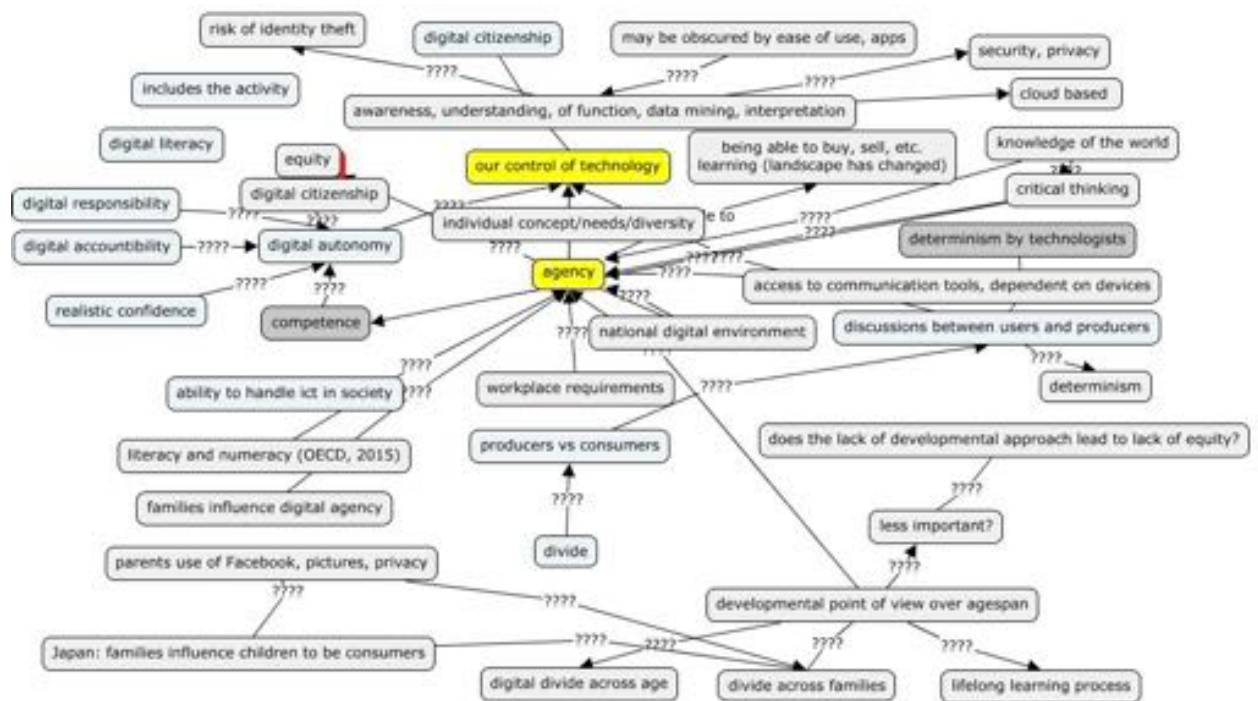 risk of identity theft
digital citizenship
may be obscured by ease of use, apps
security, privacy
????
????
????
includes the activity
cloud based
awareness, understanding, of function, data mining, interpretation
digital literacy
equity
our control of technology
being able to buy, sell, etc.
learning (landscape has changed)
knowledge of the world
digital citizenship
critical thinking
digital responsibility
????
????
????
individual concept/needs/diversity
e to
????
????
digital accountibility
????
digital autonomy
????
determinism by technologists
agency
????
????
access to communication tools, dependent on devices
????
????
realistic confidence
competence
????
national digital environment
discussions between users and producers
????
????
????
workplace requirements
????
determinism
ability to handle ict in society
????
producers vs consumers
does the lack of developmental approach lead to lack of equity?
literacy and numeracy (OECD, 2015)
????
????
families influence digital agency
less important?
divide
parents use of Facebook, pictures, privacy
????
????
????
developmental point of view over agespan
Japan: families influence children to be consumers
????
????
????
????
digital divide across age
divide across families
lifelong learning process